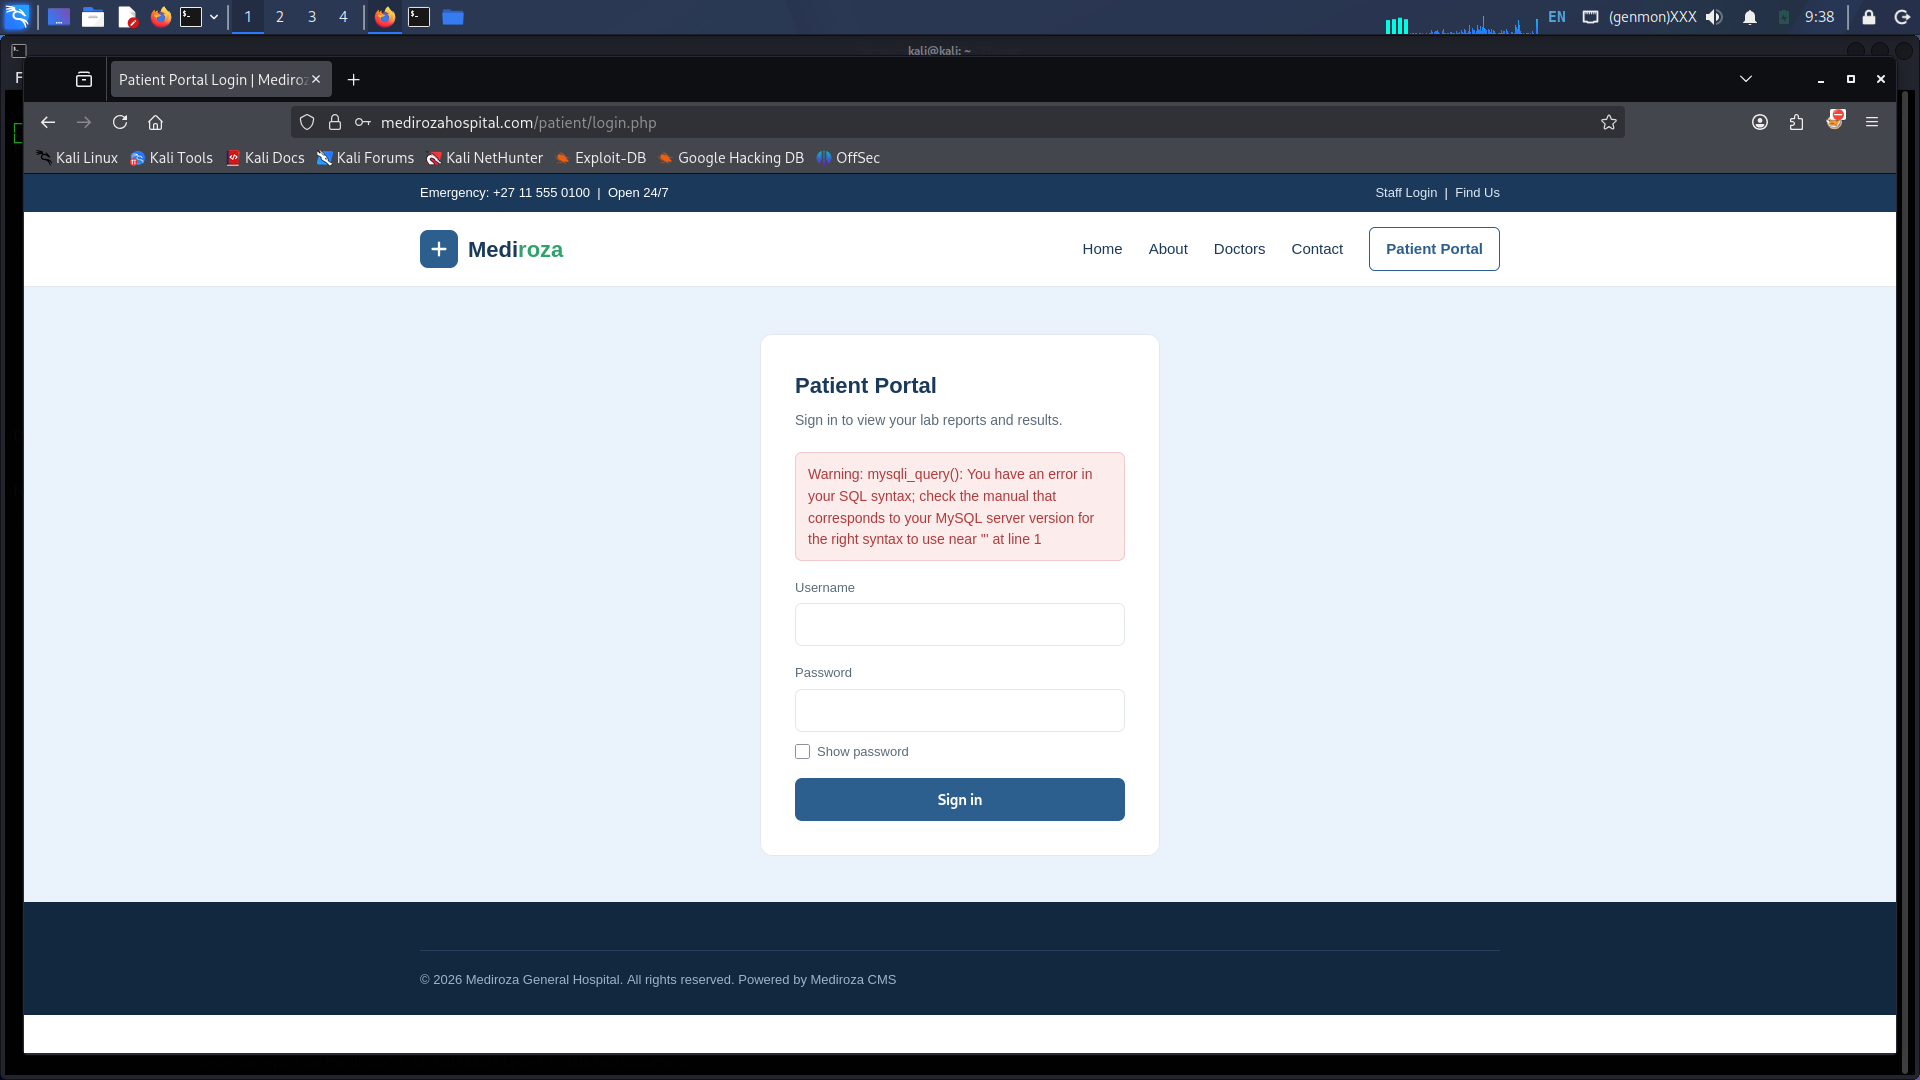 1 2 3 4
EN (genmon)XXX 9:38
kali@kali: ~
F
Patient Portal Login | Mediroz
medirozahospital.com/patient/login.php
Kali Linux Kali Tools Kali Docs Kali Forums Kali NetHunter Exploit-DB Google Hacking DB OffSec
Emergency: +27 11 555 0100 | Open 24/7 Staff Login | Find Us
Mediroza Home About Doctors Contact Patient Portal
Patient Portal
Sign in to view your lab reports and results.
Warning: mysqli_query(): You have an error in
your SQL syntax; check the manual that
corresponds to your MySQL server version for
the right syntax to use near ''' at line 1
Username
Password
Show password
Sign in
© 2026 Mediroza General Hospital. All rights reserved. Powered by Mediroza CMS